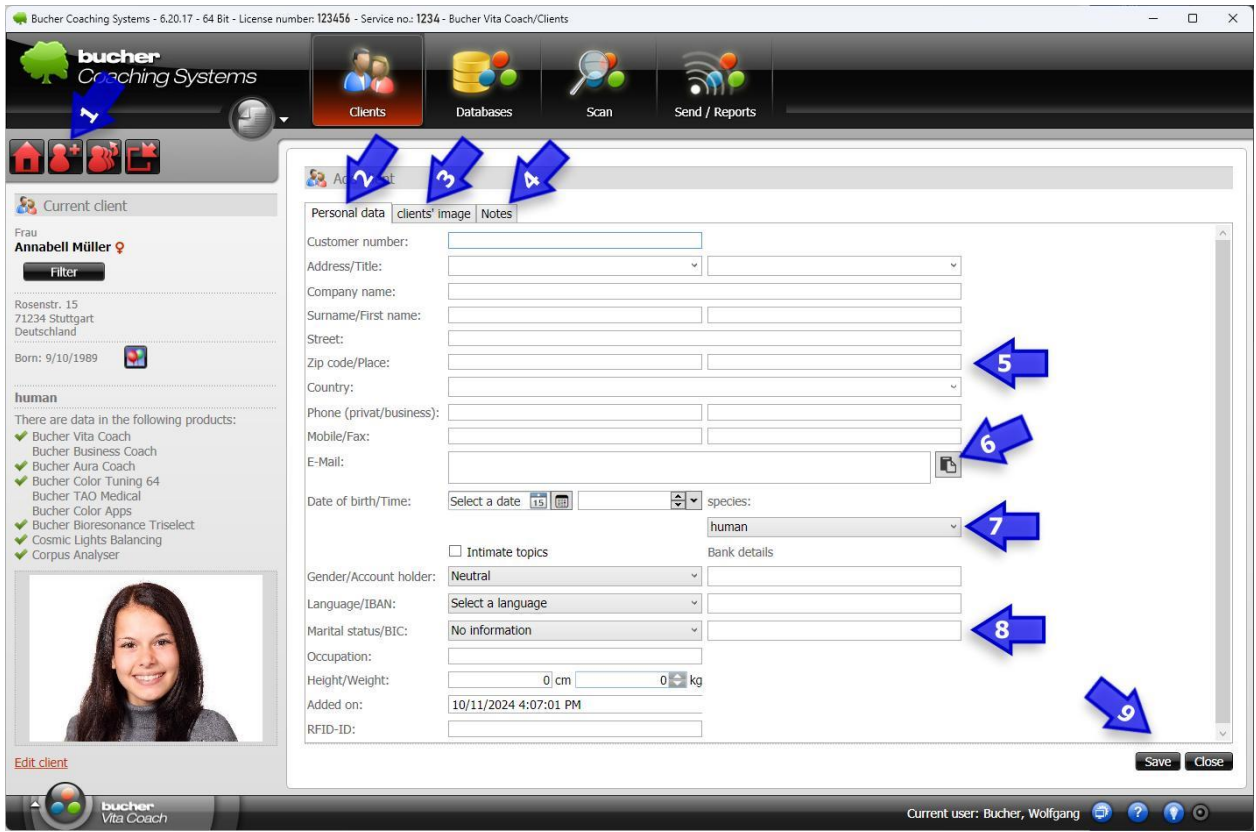 Bucher Coaching Systems - 6.20.17 - 64 Bit - License number: 123456 - Service no.: 1234 - Bucher Vita Coach/Clients
bucher
Coaching Systems
Clients
Databases
Scan
Send / Reports
1
2
3
4
Current client
Frau
Annabell Müller
Filter
Rosenstr. 15
71234 Stuttgart
Deutschland
Born: 9/10/1989
human
There are data in the following products:
Bucher Vita Coach
Bucher Business Coach
Bucher Aura Coach
Bucher Color Tuning 64
Bucher TAO Medical
Bucher Color Apps
Bucher Bioresonance Triselect
Cosmic Lights Balancing
Corpus Analyser
Edit client
Personal data clients' image Notes
Customer number:
Address/Title:
Company name:
Surname/First name:
Street:
Zip code/Place:
5
Country:
Phone (privat/business):
Mobile/Fax:
6
E-Mail:
Date of birth/Time: Select a date 15 species:
human
7
Intimate topics Bank details
Gender/Account holder: Neutral
Language/IBAN: Select a language
Marital status/BIC: No information
8
Occupation:
Height/Weight: 0 cm 0 kg
Added on: 10/11/2024 4:07:01 PM
9
RFID-ID:
Save Close
bucher
Vita Coach
Current user: Bucher, Wolfgang
?